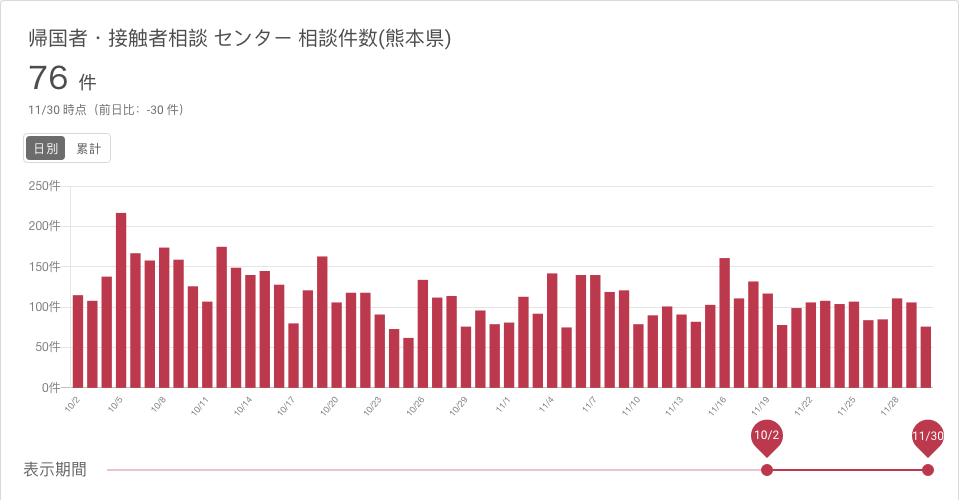 帰国者・接触者相談 センター 相談件数(熊本県)
76 件
11/30 時点（前日比：-30 件）
日別 累計
250件
200件
150件
100件
50件
0件
10/2 10/5 10/8 10/11 10/14 10/17 10/20 10/23 10/26 10/29 11/1 11/4 11/7 11/10 11/13 11/16 11/19 11/22 11/25 11/28
10/2 11/30
表示期間